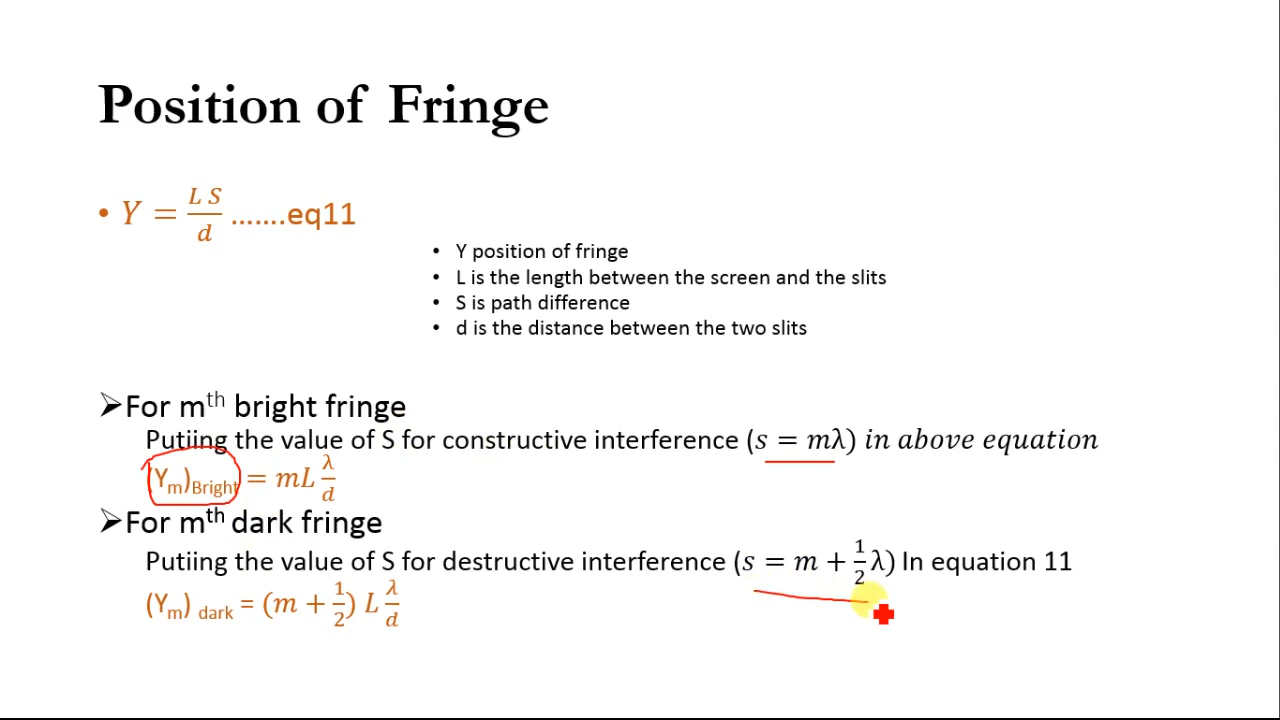 Position of Fringe
• Y = L S / d .......eq11
• Y position of fringe
• L is the length between the screen and the slits
• S is path difference
• d is the distance between the two slits
➢For mᵗʰ bright fringe
Putiing the value of S for constructive interference (s = mλ) in above equation
(Yₘ)Bright = mL λ/d
➢For mᵗʰ dark fringe
Putiing the value of S for destructive interference (s = m + 1/2 λ) In equation 11
(Yₘ) dark = (m + 1/2) L λ/d